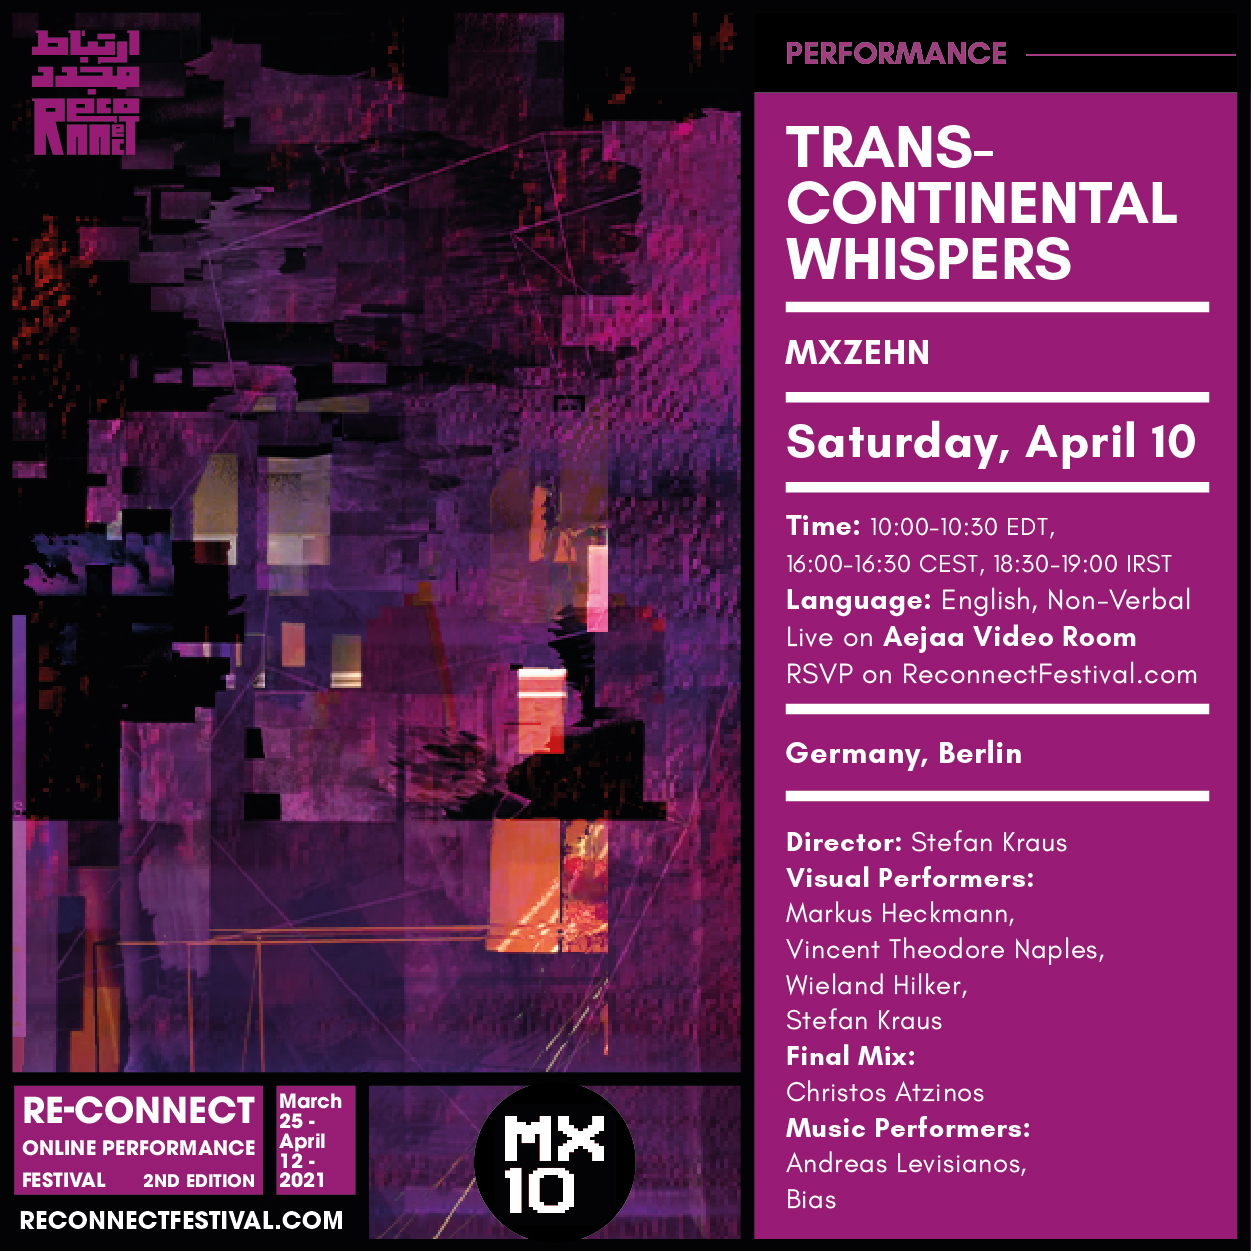 ارتباط
مجدد
Reco
nnect
PERFORMANCE
TRANS-
CONTINENTAL
WHISPERS
MXZEHN
Saturday, April 10
Time: 10:00-10:30 EDT,
16:00-16:30 CEST, 18:30-19:00 IRST
Language: English, Non-Verbal
Live on Aejaa Video Room
RSVP on ReconnectFestival.com
Germany, Berlin
Director: Stefan Kraus
Visual Performers:
Markus Heckmann,
Vincent Theodore Naples,
Wieland Hilker,
Stefan Kraus
Final Mix:
Christos Atzinos
Music Performers:
Andreas Levisianos,
Bias
RE-CONNECT
ONLINE PERFORMANCE
FESTIVAL 2ND EDITION
March
25 -
April
12 -
2021
RECONNECTFESTIVAL.COM
MX
10